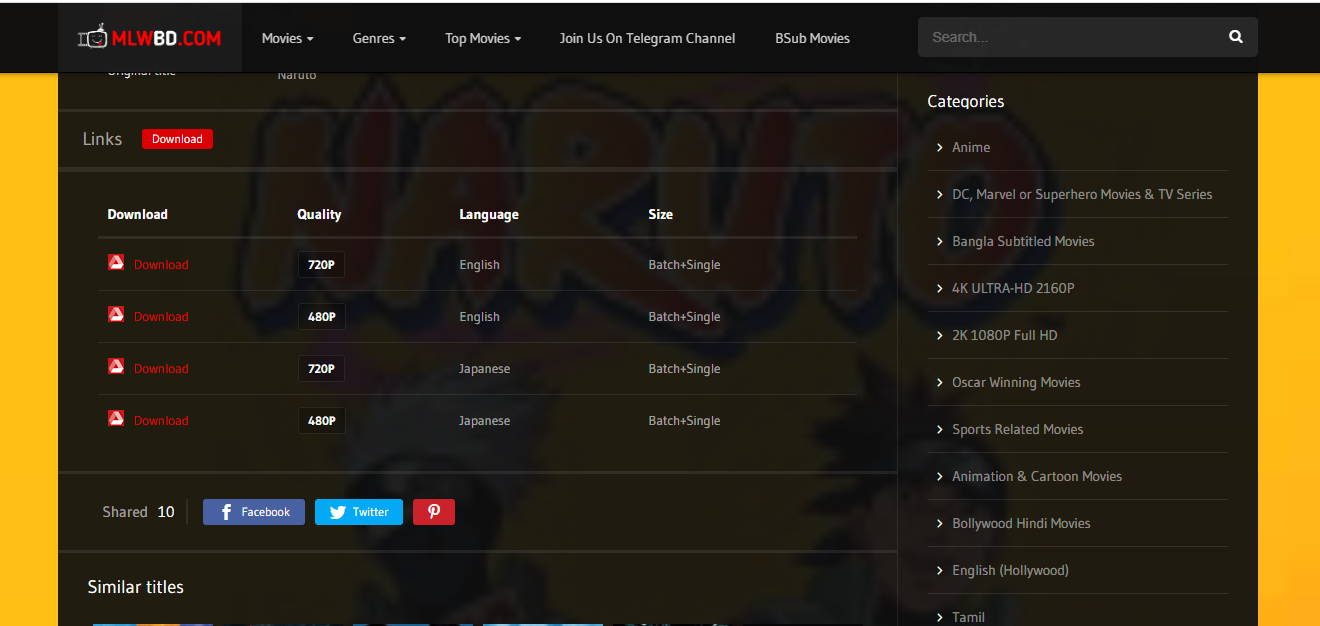 MLWBD.COM
Movies
Genres
Top Movies
Join Us On Telegram Channel
BSub Movies
Search...
Original title
Naruto
Links
Download
Download Quality Language Size
Download 720P English Batch+Single
Download 480P English Batch+Single
Download 720P Japanese Batch+Single
Download 480P Japanese Batch+Single
Shared 10
Facebook
Twitter
Similar titles
NARUTO
Categories
Anime
DC, Marvel or Superhero Movies & TV Series
Bangla Subtitled Movies
4K ULTRA-HD 2160P
2K 1080P Full HD
Oscar Winning Movies
Sports Related Movies
Animation & Cartoon Movies
Bollywood Hindi Movies
English (Hollywood)
Tamil